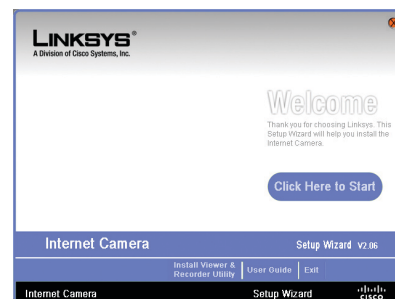 LINKSYS®
A Division of Cisco Systems, Inc.
Welcome
Thank you for choosing Linksys. This
Setup Wizard will help you install the
Internet Camera.
Click Here to Start
Internet Camera
Setup Wizard V2.06
Install Viewer &
Recorder Utility
User Guide
Exit
Internet Camera
Setup Wizard
CISCO